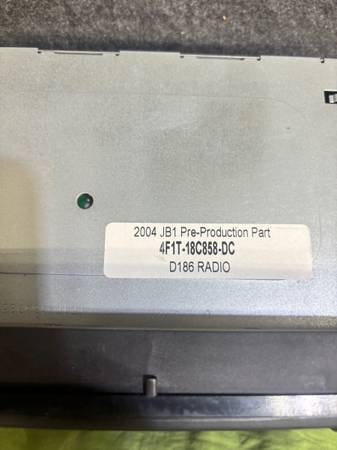 2004 JB1 Pre-Production Part
4F1T-18C858-DC
D186 RADIO